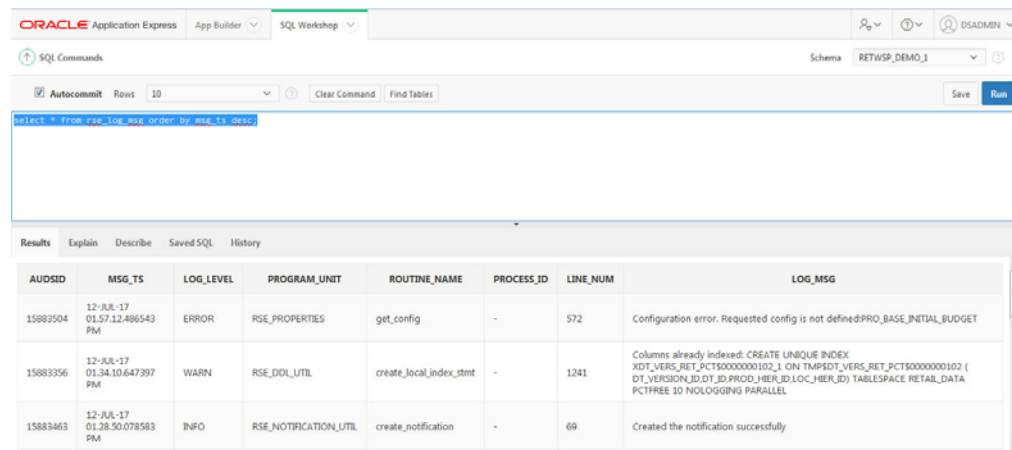 ORACLE Application Express App Builder SQL Workshop DSADMIN
SQL Commands Schema RETWSP_DEMO_1
Autocommit Rows 10 Clear Command Find Tables Save Run
select * from rse_log_msg order by msg_ts desc;
Results Explain Describe Saved SQL History
AUDSID MSG_TS LOG_LEVEL PROGRAM_UNIT ROUTINE_NAME PROCESS_ID LINE_NUM LOG_MSG
15883504 12-JUL-17 01.57.12.486543 PM ERROR RSE_PROPERTIES get_config - 572 Configuration error. Requested config is not defined:PRO_BASE_INITIAL_BUDGET
15883356 12-JUL-17 01.34.10.647397 PM WARN RSE_DDL_UTIL create_local_index_stmt - 1241 Columns already indexed: CREATE UNIQUE INDEX
XDT_VERS_RET_PCT$0000000102_1 ON TMP$DT_VERS_RET_PCT$0000000102 (
DT_VERSION_ID,DT_ID,PROD_HIER_ID,LOC_HIER_ID) TABLESPACE RETAIL_DATA
PCTFREE 10 NOLOGGING PARALLEL
15883463 12-JUL-17 01.28.50.078583 PM INFO RSE_NOTIFICATION_UTIL create_notification - 69 Created the notification successfully